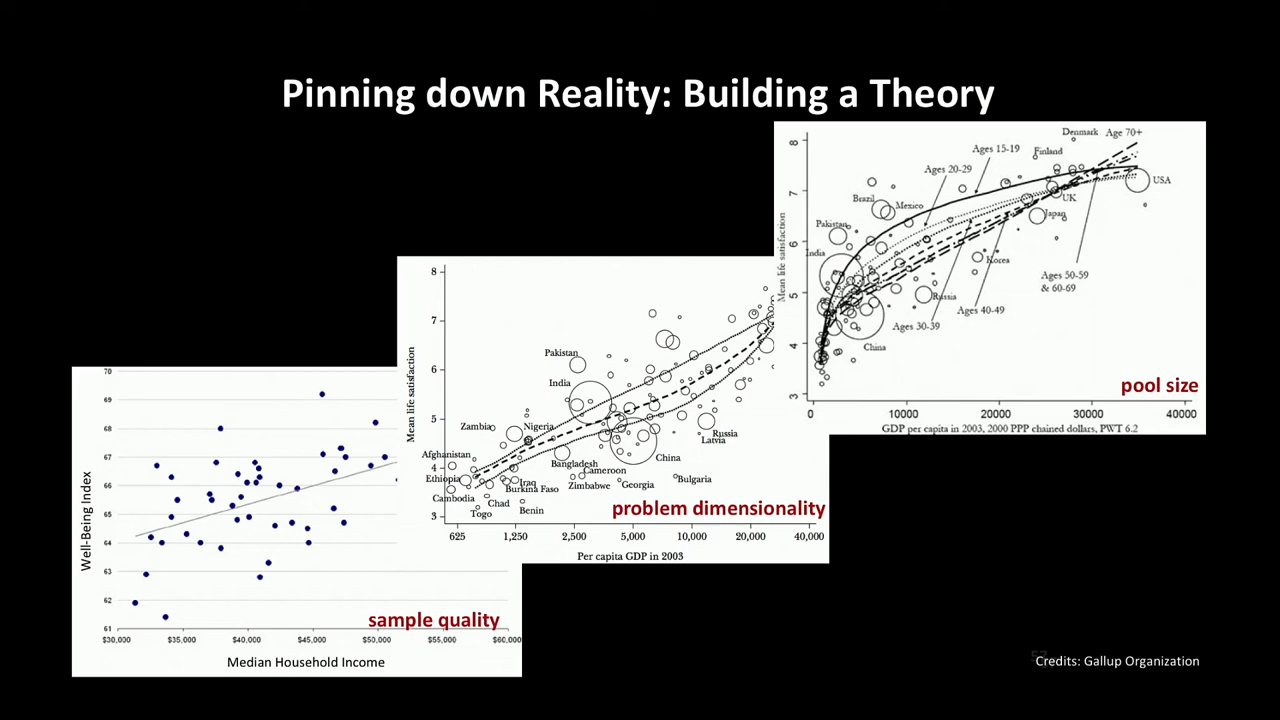 Pinning down Reality: Building a Theory
Denmark Age 70+
Ages 15-19
Finland
Ages 20-29
USA
Brazil
Mexico
UK
Japan
Pakistan
India
Korea
Ages 50-59
& 60-69
Russia
Ages 40-49
Ages 30-39
China
Mean life satisfaction
8
7
6
5
4
3
0 10000 20000 30000 40000
GDP per capita in 2003, 2000 PPP chained dollars, PWT 6.2
pool size
Mean life satisfaction
8
7
6
5
4
3
Pakistan
India
Zambia
Nigeria
Russia
Latvia
Afghanistan
China
Bangladesh
Cameroon
Ethiopia
Iraq
Zimbabwe
Georgia
Bulgaria
Burkina Faso
Cambodia
Chad
Togo
Benin
problem dimensionality
625 1,250 2,500 5,000 10,000 20,000 40,000
Per capita GDP in 2003
Well-Being Index
70
69
68
67
66
65
64
63
62
61
sample quality
$30,000 $35,000 $40,000 $45,000 $50,000 $55,000 $60,000
Median Household Income
Credits: Gallup Organization